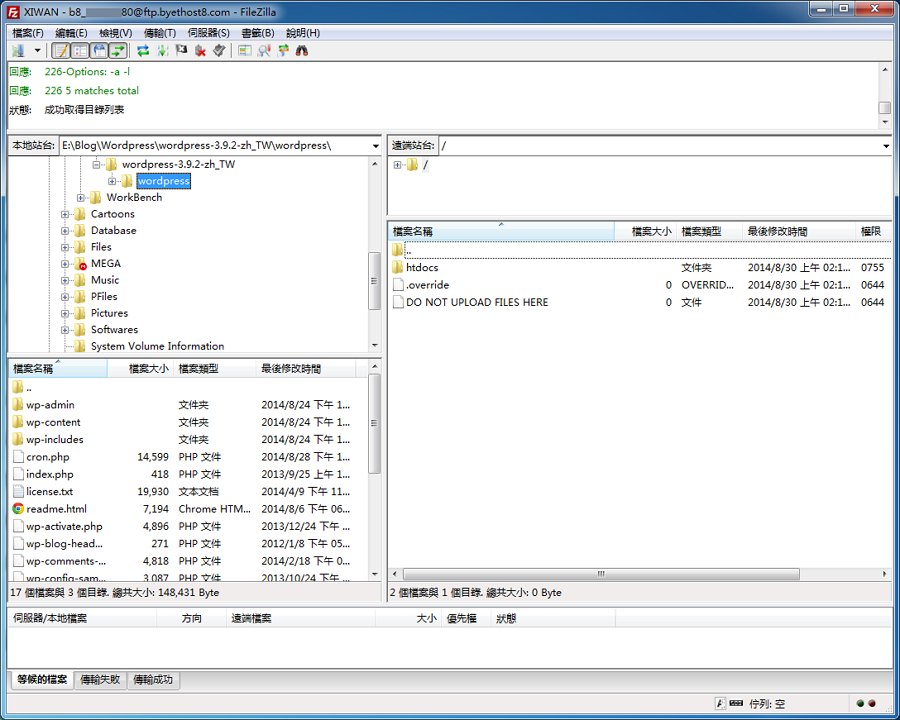 XIWAN - b8_ 80@ftp.byethost8.com - FileZilla
檔案(F) 編輯(E) 檢視(V) 傳輸(T) 伺服器(S) 書籤(B) 說明(H)
回應: 226-Options: -a -l
回應: 226 5 matches total
狀態: 成功取得目錄列表
本地站台: E:\Blog\Wordpress\wordpress-3.9.2-zh_TW\wordpress\
wordpress-3.9.2-zh_TW
wordpress
WorkBench
Cartoons
Database
Files
MEGA
Music
PFiles
Pictures
Softwares
System Volume Information
檔案名稱 檔案大小 檔案類型 最後修改時間
..
wp-admin 文件夾 2014/8/24 下午 1...
wp-content 文件夾 2014/8/24 下午 1...
wp-includes 文件夾 2014/8/24 下午 1...
cron.php 14,599 PHP 文件 2014/8/28 下午 1...
index.php 418 PHP 文件 2013/9/25 上午 1...
license.txt 19,930 文本文档 2014/4/9 下午 11...
readme.html 7,194 Chrome HTM... 2014/8/6 下午 06...
wp-activate.php 4,896 PHP 文件 2013/12/24 下午 ...
wp-blog-head... 271 PHP 文件 2012/1/8 下午 05...
wp-comments-... 4,818 PHP 文件 2014/2/18 下午 0...
wp-config-sam... 3,087 PHP 文件 2013/10/24 下午 ...
17 個檔案與 3 個目錄. 總共大小: 148,431 Byte
遠端站台: /
/
檔案名稱 檔案大小 檔案類型 最後修改時間 權限
..
htdocs 文件夾 2014/8/30 上午 02:1... 0755
.override 0 OVERRID... 2014/8/30 上午 02:1... 0644
DO NOT UPLOAD FILES HERE 0 文件 2014/8/30 上午 02:1... 0644
2 個檔案與 1 個目錄. 總共大小: 0 Byte
伺服器/本地檔案 方向 遠端檔案 大小 優先權 狀態
等候的檔案 傳輸失敗 傳輸成功
佇列: 空